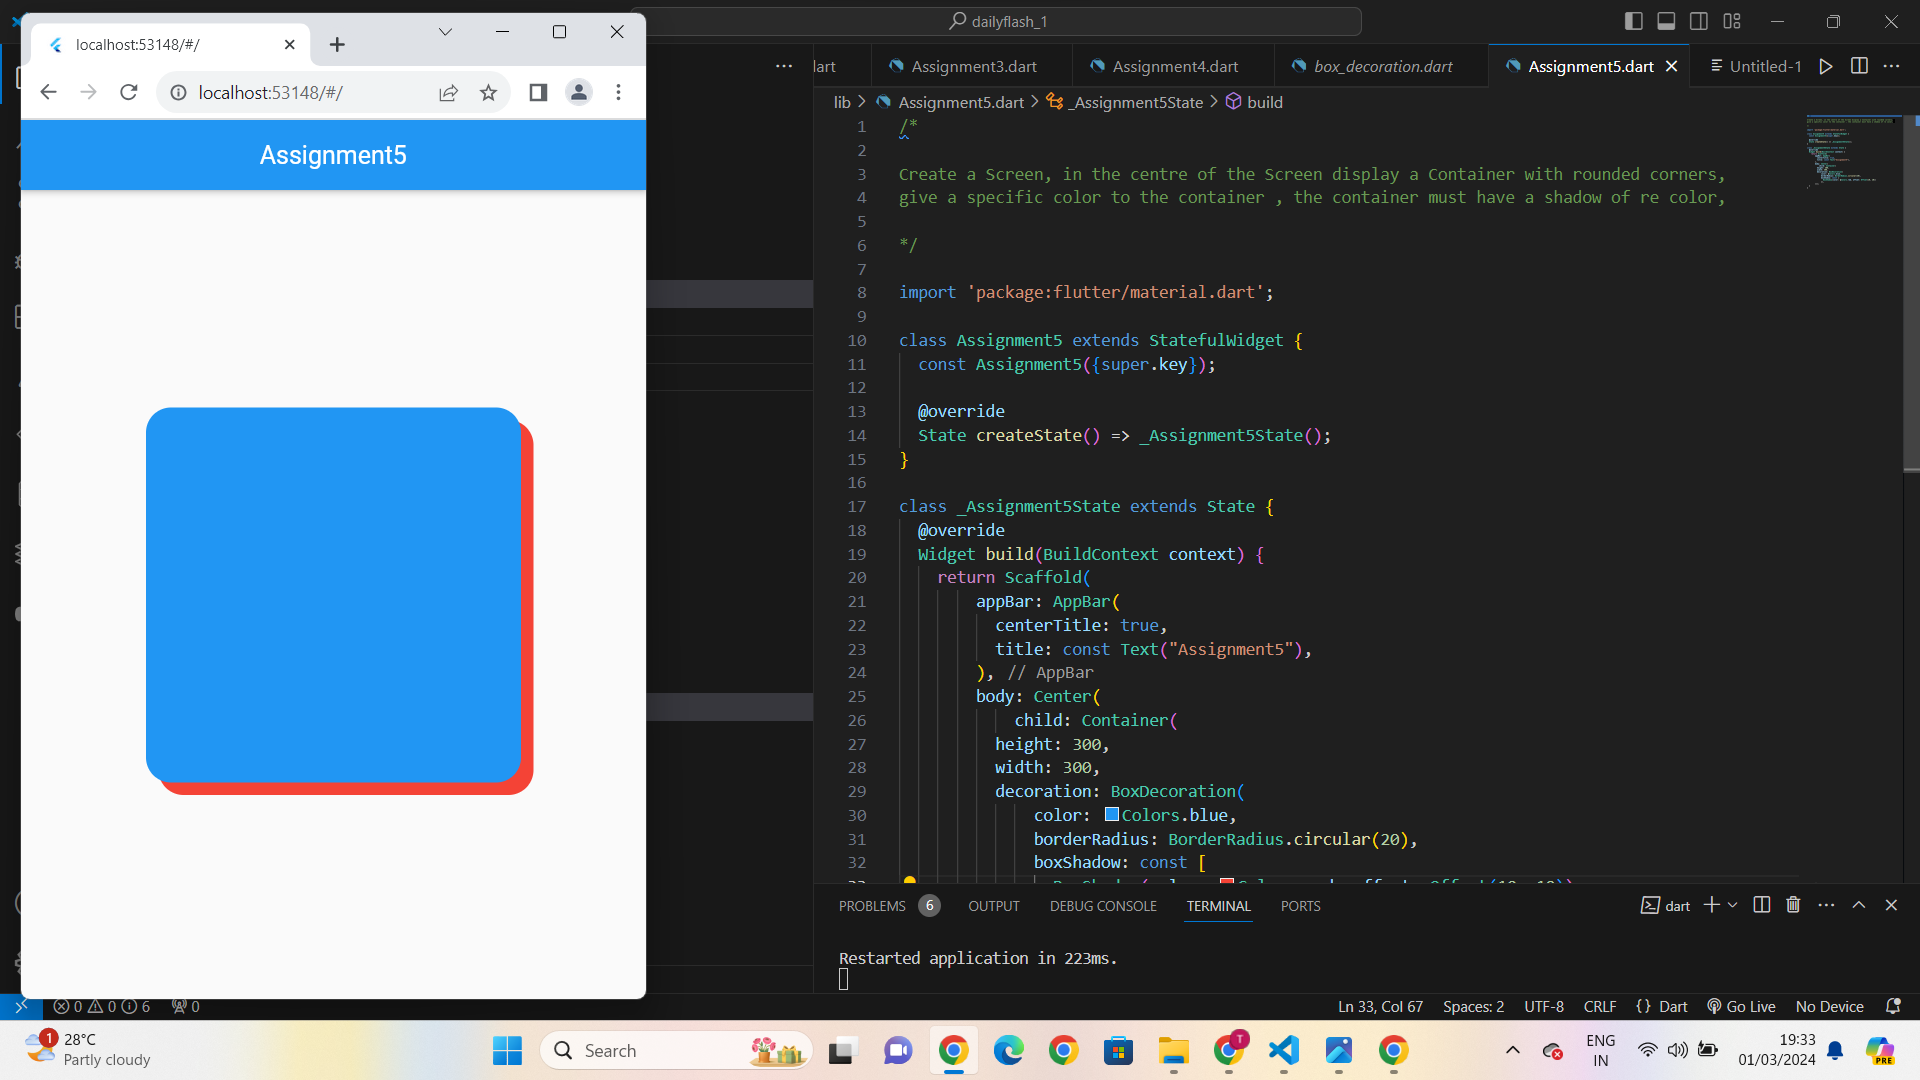 localhost:53148/#/
localhost:53148/#/
Assignment5
dailyflash_1
lart
Assignment3.dart
Assignment4.dart
box_decoration.dart
Assignment5.dart
Untitled-1
lib > Assignment5.dart > _Assignment5State > build
1 /*
2
3 Create a Screen, in the centre of the Screen display a Container with rounded corners,
4 give a specific color to the container , the container must have a shadow of re color,
5
6 */
7
8 import 'package:flutter/material.dart';
9
10 class Assignment5 extends StatefulWidget {
11 const Assignment5({super.key});
12
13 @override
14 State createState() => _Assignment5State();
15 }
16
17 class _Assignment5State extends State {
18 @override
19 Widget build(BuildContext context) {
20 return Scaffold(
21 appBar: AppBar(
22 centerTitle: true,
23 title: const Text("Assignment5"),
24 ), // AppBar
25 body: Center(
26 child: Container(
27 height: 300,
28 width: 300,
29 decoration: BoxDecoration(
30 color: Colors.blue,
31 borderRadius: BorderRadius.circular(20),
32 boxShadow: const [
PROBLEMS 6 OUTPUT DEBUG CONSOLE TERMINAL PORTS
dart
Restarted application in 223ms.
0 0 6 0
Ln 33, Col 67 Spaces: 2 UTF-8 CRLF {} Dart Go Live No Device
1
28°C
Partly cloudy
Search
T
ENG
IN
19:33
01/03/2024
PRE